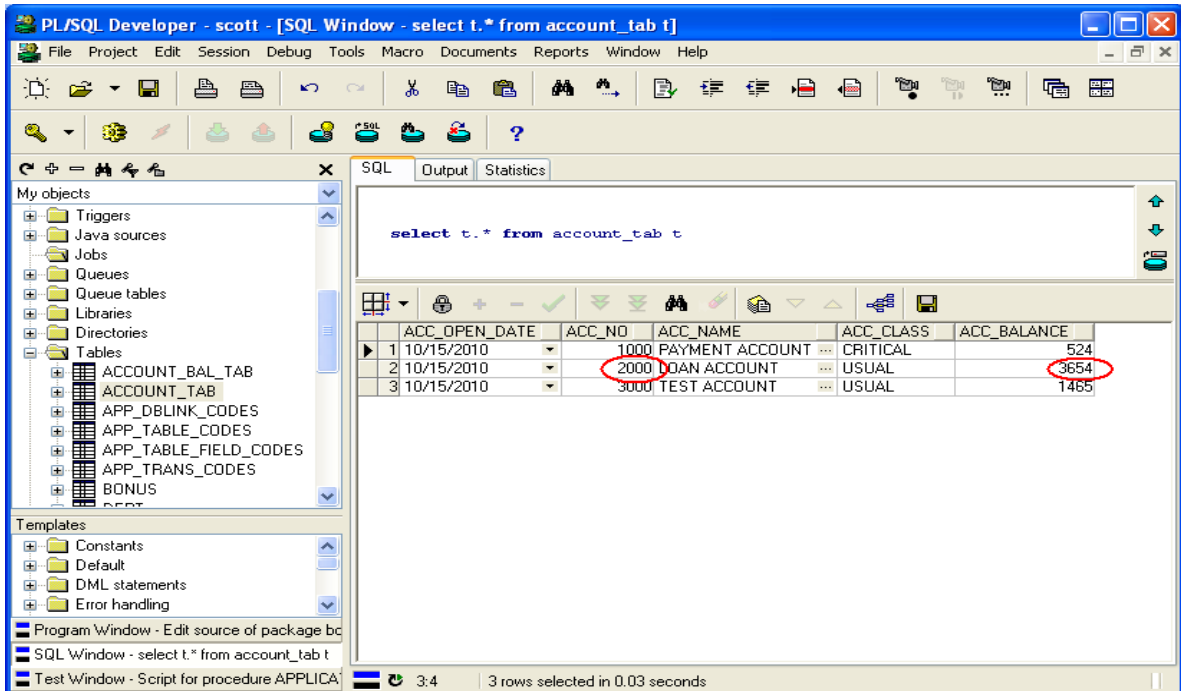 PL/SQL Developer - scott - [SQL Window - select t.* from account_tab t]
File Project Edit Session Debug Tools Macro Documents Reports Window Help
My objects
Triggers
Java sources
Jobs
Queues
Queue tables
Libraries
Directories
Tables
ACCOUNT_BAL_TAB
ACCOUNT_TAB
APP_DBLINK_CODES
APP_TABLE_CODES
APP_TABLE_FIELD_CODES
APP_TRANS_CODES
BONUS
Templates
Constants
Default
DML statements
Error handling
Program Window - Edit source of package bo
SQL Window - select t.* from account_tab t
Test Window - Script for procedure APPLICA
SQL Output Statistics
select t.* from account_tab t
ACC_OPEN_DATE ACC_NO ACC_NAME ACC_CLASS ACC_BALANCE
1 10/15/2010 1000 PAYMENT ACCOUNT ... CRITICAL 524
2 10/15/2010 2000 LOAN ACCOUNT ... USUAL 3654
3 10/15/2010 3000 TEST ACCOUNT ... USUAL 1465
3:4 3 rows selected in 0.03 seconds